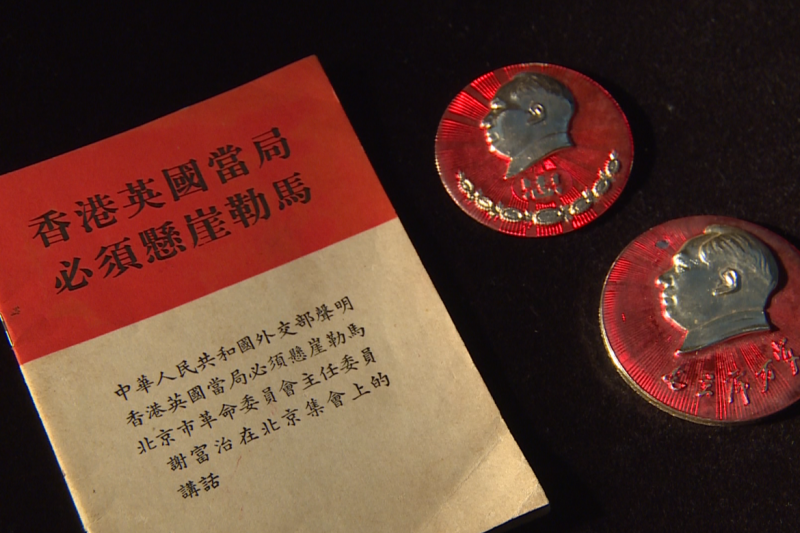 香港英國當局
必須懸崖勒馬
中華人民共和國外交部聲明
香港英國當局必須懸崖勒馬
北京市革命委員會主任委員
謝富治在北京集會上的
講話